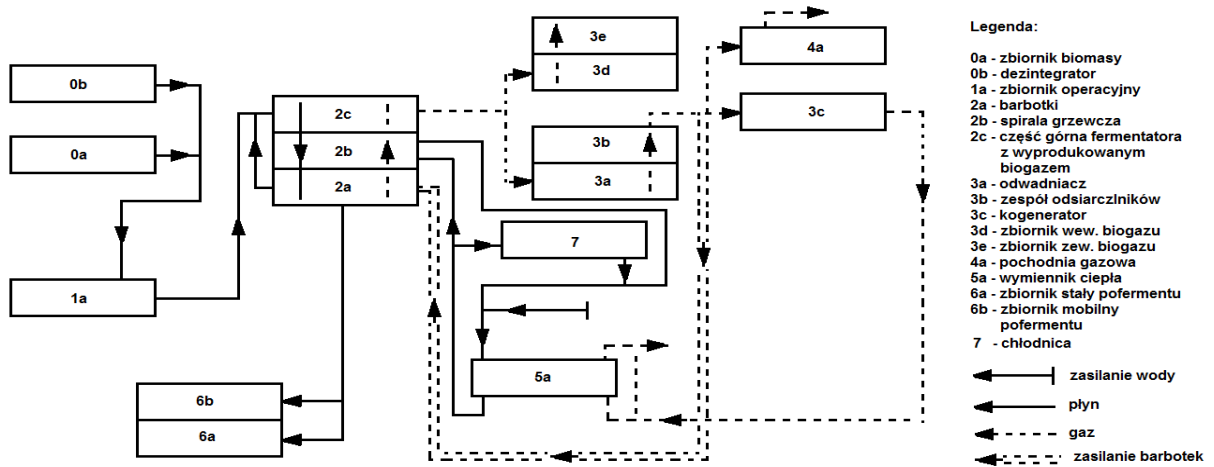 0b
0a
1a
2c
2b
2a
3e
3d
3b
3a
7
5a
6b
6a
4a
3c
Legenda:
0a - zbiornik biomasy
0b - dezintegrator
1a - zbiornik operacyjny
2a - barbotki
2b - spirala grzewcza
2c - część górna fermentatora
z wyprodukowanym
biogazem
3a - odwadniacz
3b - zespół odsiarczlników
3c - kogenerator
3d - zbiornik wew. biogazu
3e - zbiornik zew. biogazu
4a - pochodnia gazowa
5a - wymiennik ciepła
6a - zbiornik stały pofermentu
6b - zbiornik mobilny
pofermentu
7 - chłodnica
zasilanie wody
płyn
gaz
zasilanie barbotek